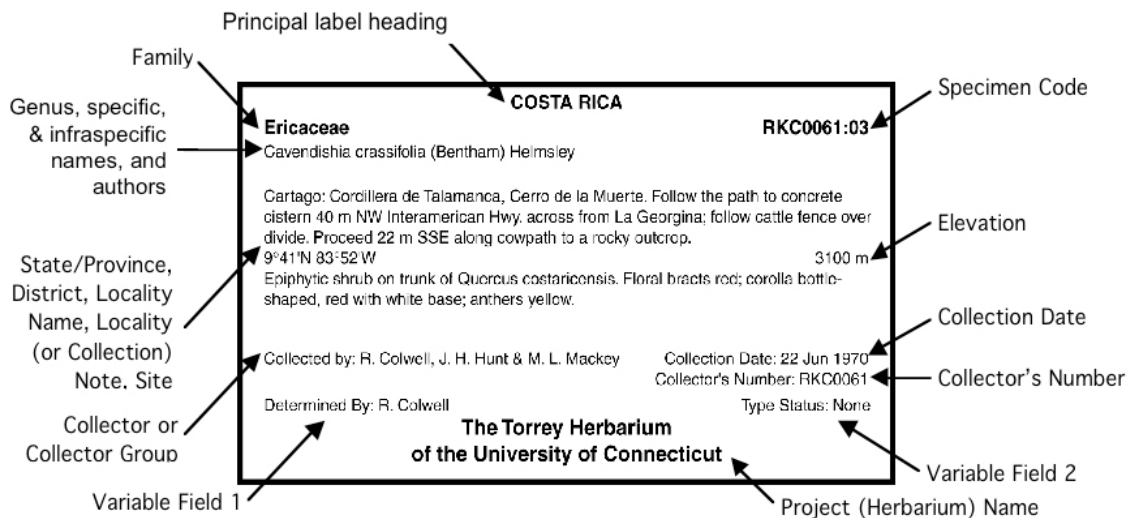 Principal label heading
Family
Genus, specific,
& infraspecific
names, and
authors
State/Province,
District, Locality
Name, Locality
(or Collection)
Note, Site
Collector or
Collector Group
Variable Field 1
COSTA RICA
Ericaceae RKC0061:03
Cavendishia crassifolia (Bentham) Helmsley
Cartago: Cordillera de Talamanca, Cerro de la Muerte. Follow the path to concrete
cistern 40 m NW Interamerican Hwy. across from La Georgina; follow cattle fence over
divide. Proceed 22 m SSE along cowpath to a rocky outcrop.
9°41'N 83°52'W 3100 m
Epiphytic shrub on trunk of Quercus costaricensis. Floral bracts red; corolla bottle-
shaped, red with white base; anthers yellow.
Collected by: R. Colwell, J. H. Hunt & M. L. Mackey Collection Date: 22 Jun 1970
Collector's Number: RKC0061
Determined By: R. Colwell Type Status: None
The Torrey Herbarium
of the University of Connecticut
Specimen Code
Elevation
Collection Date
Collector's Number
Variable Field 2
Project (Herbarium) Name